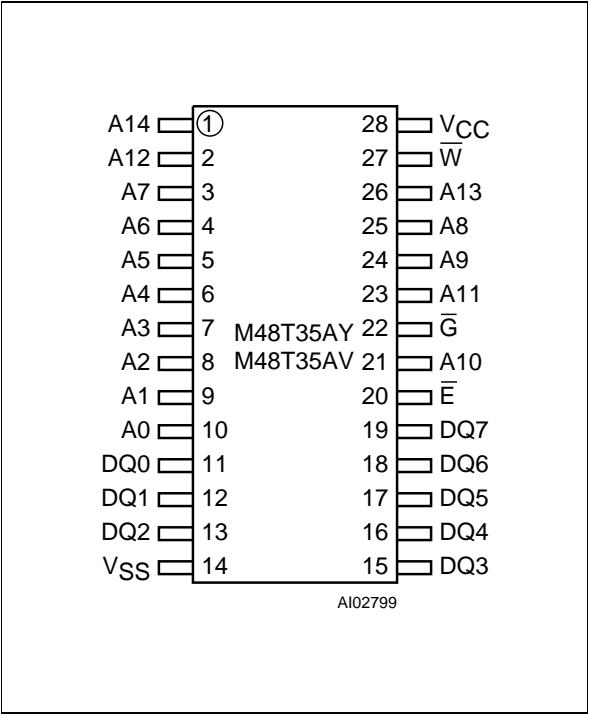 A14 1 28 VCC
A12 2 27 W̅
A7 3 26 A13
A6 4 25 A8
A5 5 24 A9
A4 6 23 A11
A3 7 M48T35AY 22 G̅
A2 8 M48T35AV 21 A10
A1 9 20 E̅
A0 10 19 DQ7
DQ0 11 18 DQ6
DQ1 12 17 DQ5
DQ2 13 16 DQ4
VSS 14 15 DQ3
AI02799